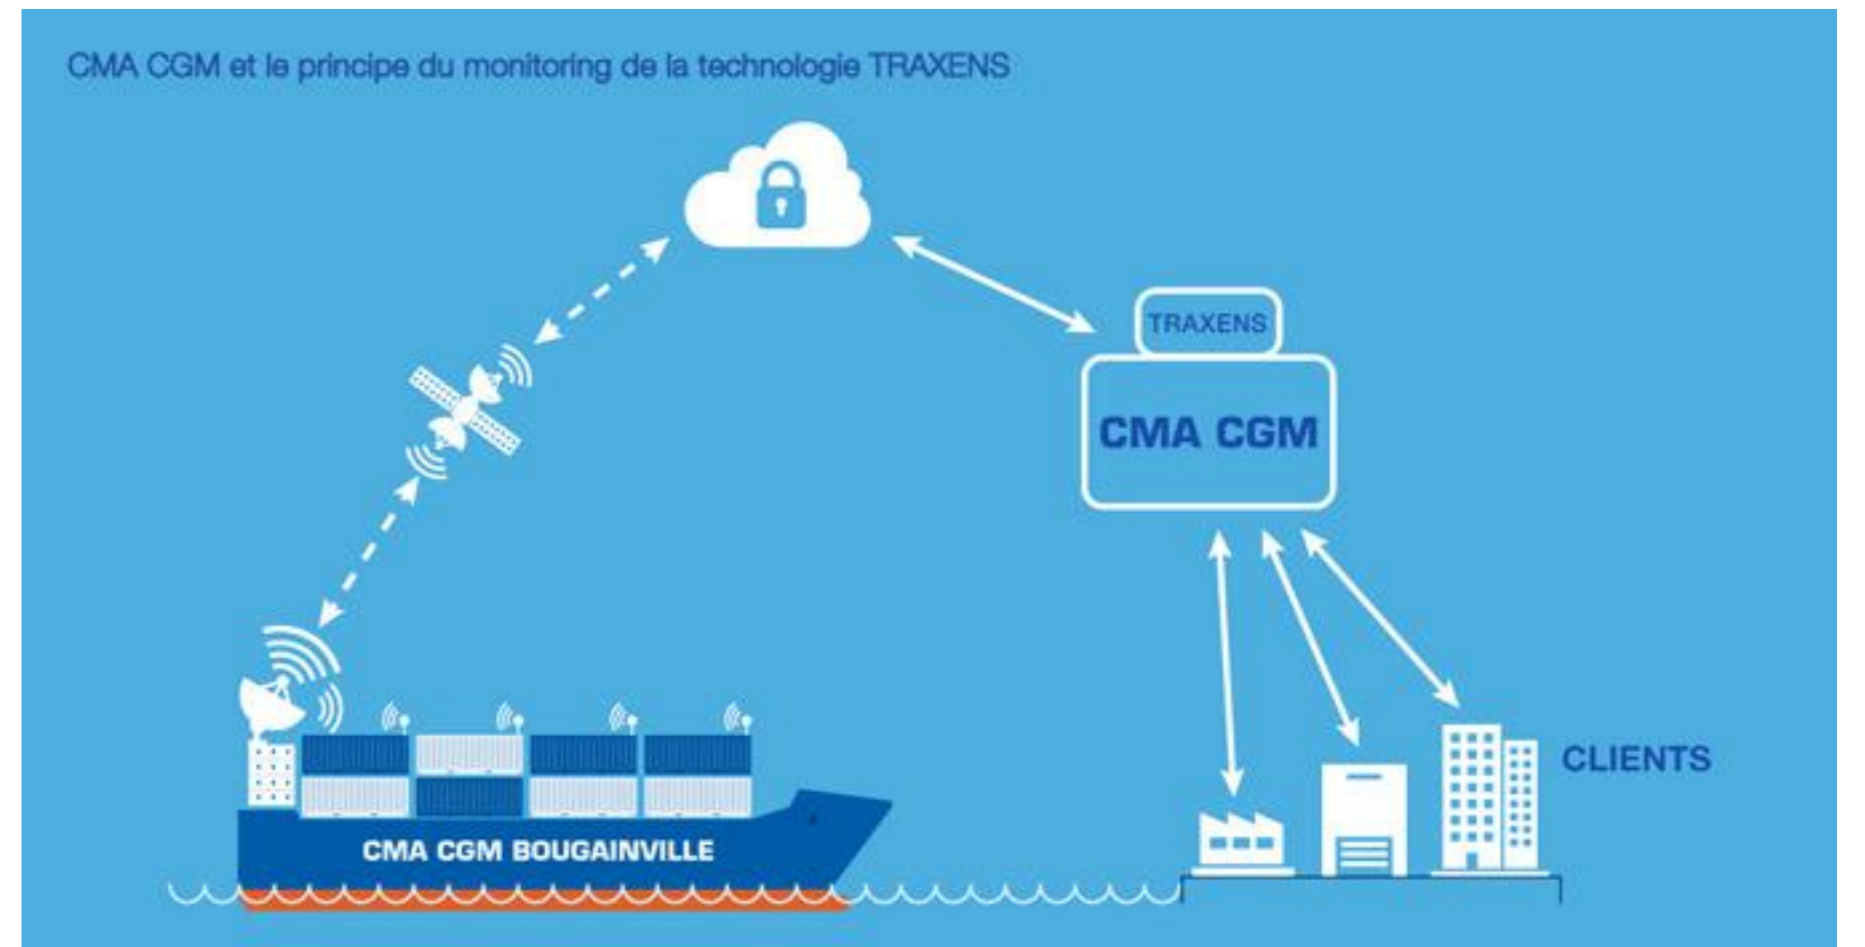 CMA CGM et le principe du monitoring de la technologie TRAXENS
TRAXENS
CMA CGM
CLIENTS
CMA CGM BOUGAINVILLE